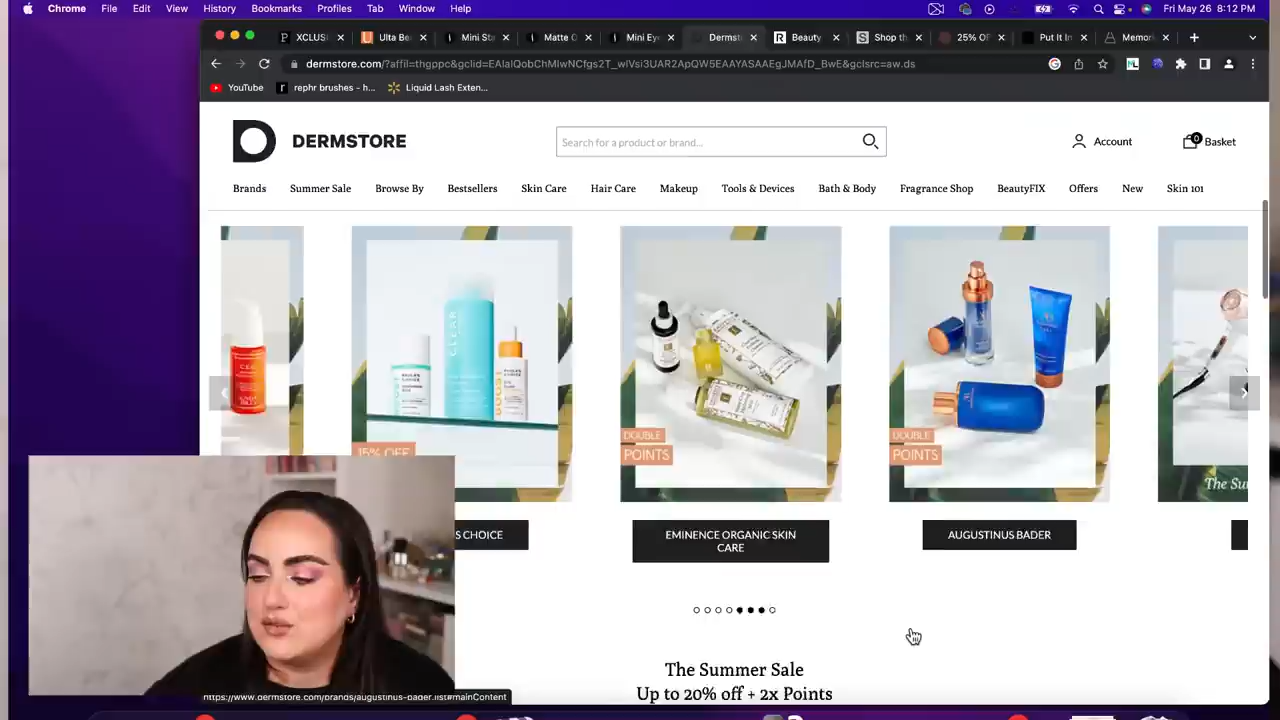 Chrome File Edit View History Bookmarks Profiles Tab Window Help Fri May 26 8:12 PM
XCLUSI Ulta Be Mini Sta Matte O Mini Eye Dermst Beauty Shop th 25% OF Put It In Memori
dermstore.com/?affil=thgppc&gclid=EAIaIQobChMIwNCfgs2T_wIVsi3UAR2ApQW5EAAYASAAEgJMAfD_BwE&gclsrc=aw.ds
YouTube rephr brushes - h... Liquid Lash Exten...
DERMSTORE
Search for a product or brand...
Account
0 Basket
Brands Summer Sale Browse By Bestsellers Skin Care Hair Care Makeup Tools & Devices Bath & Body Fragrance Shop BeautyFIX Offers New Skin 101
CLEAR
15% OFF
DOUBLE
POINTS
DOUBLE
POINTS
The Su
S CHOICE
EMINENCE ORGANIC SKIN
CARE
AUGUSTINUS BADER
The Summer Sale
Up to 20% off + 2x Points
https://www.dermstore.com/brands/augustinus-bader.list#mainContent